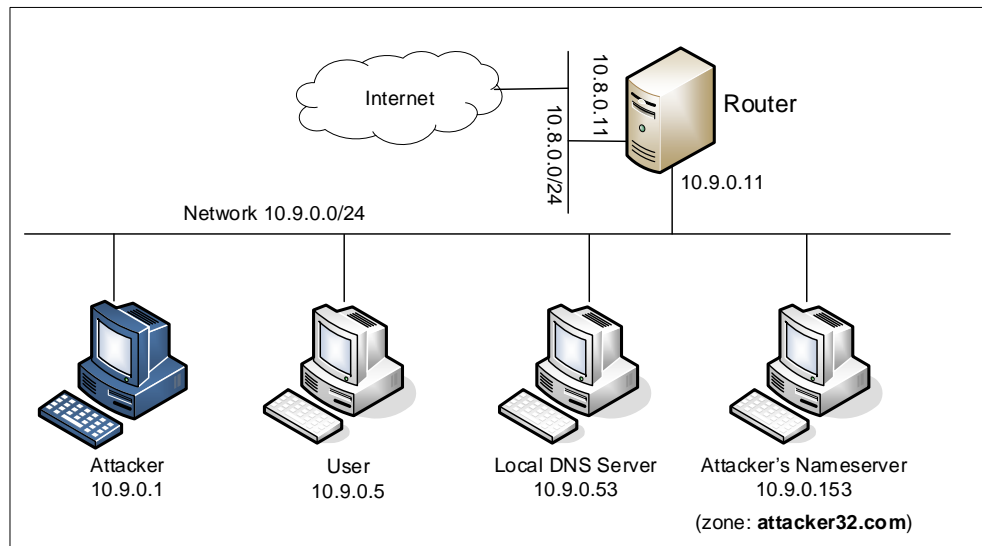 Internet
10.8.0.11
10.8.0.0/24
Router
10.9.0.11
Network 10.9.0.0/24
Attacker
10.9.0.1
User
10.9.0.5
Local DNS Server
10.9.0.53
Attacker's Nameserver
10.9.0.153
(zone: attacker32.com)